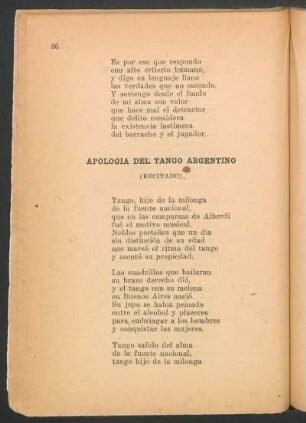 66
Es por eso que respondo
con alto criterio humano,
y digo en lenguaje llano
las verdades que no escondo.
Y sostengo desde el fondo
de mi alma con valor
que hace mal el detractor
que delito considera
la existencia lastimera
del borracho y el jugador.
APOLOGIA DEL TANGO ARGENTINO
(RECITADO)
Tango, hijo de la milonga
de la fuente nacional,
que en las comparsas de Alberdi
fué el motivo musical.
Nobles porteños que un día
sin distinción de su edad
nos marcó el ritmo del tango
y asentó su propiedad.
Las cuadrillas que bailaran
su brazo derecho dió,
y el tango con su melena
en Buenos Aires nació.
Su jopo se había peinado
entre el alcohol y placeres
para embriagar a los hombres
y conquistar las mujeres.
Tango salido del alma
de la fuente nacional,
tango hijo de la milonga